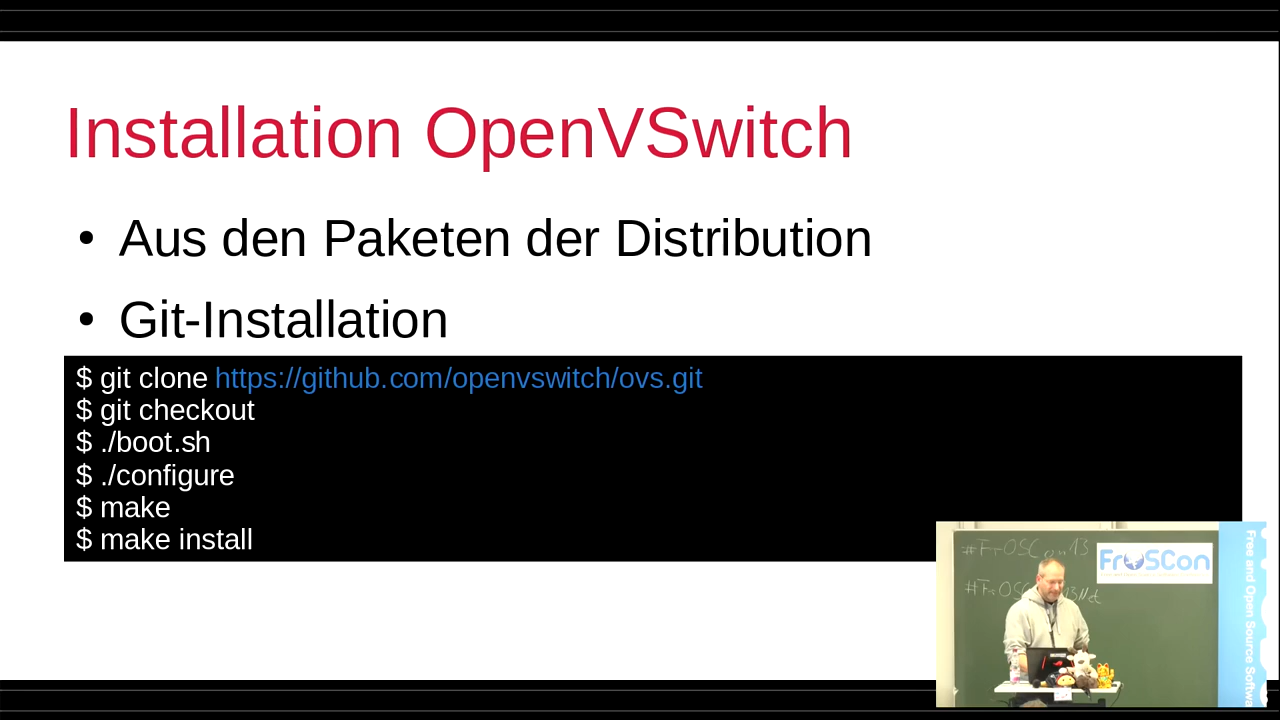 Installation OpenVSwitch
• Aus den Paketen der Distribution
• Git-Installation
$ git clone https://github.com/openvswitch/ovs.git
$ git checkout
$ ./boot.sh
$ ./configure
$ make
$ make install
#FrOSCon13
FrOSCon
Free and Open Source Softwa